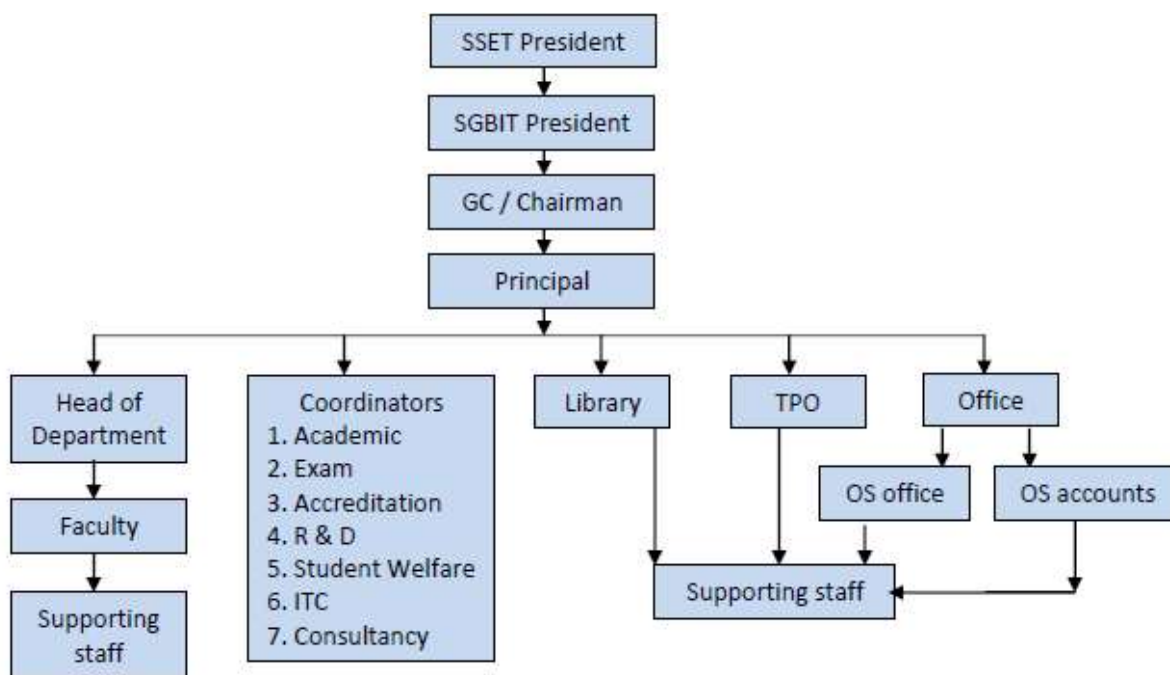 SSET President
SGBIT President
GC / Chairman
Principal
Head of
Department
Coordinators
1. Academic
2. Exam
3. Accreditation
4. R & D
5. Student Welfare
6. ITC
7. Consultancy
Library
TPO
Office
Faculty
OS office
OS accounts
Supporting
staff
Supporting staff